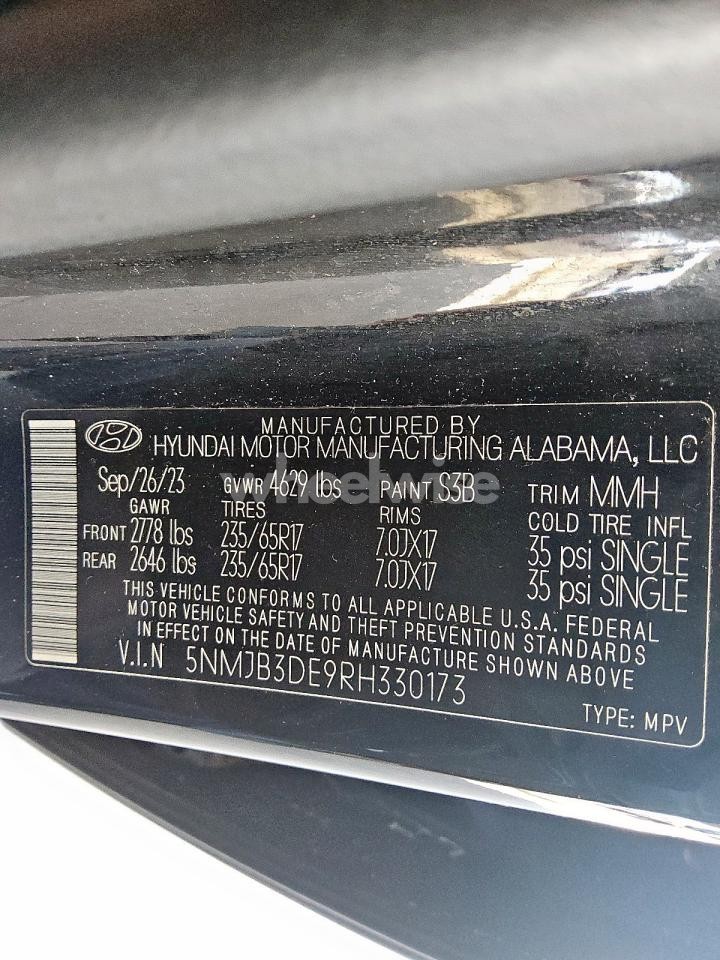 MANUFACTURED BY
HYUNDAI MOTOR MANUFACTURING ALABAMA, LLC
Sep/26/23 GVWR 4629 lbs PAINT S3B TRIM MMH
GAWR TIRES RIMS COLD TIRE INFL
FRONT 2778 lbs 235/65R17 7.0JX17 35 psi SINGLE
REAR 2646 lbs 235/65R17 7.0JX17 35 psi SINGLE
THIS VEHICLE CONFORMS TO ALL APPLICABLE U.S.A. FEDERAL
MOTOR VEHICLE SAFETY AND THEFT PREVENTION STANDARDS
IN EFFECT ON THE DATE OF MANUFACTURE SHOWN ABOVE
V.I.N 5NMJB3DE9RH330173
TYPE: MPV
wheelwire